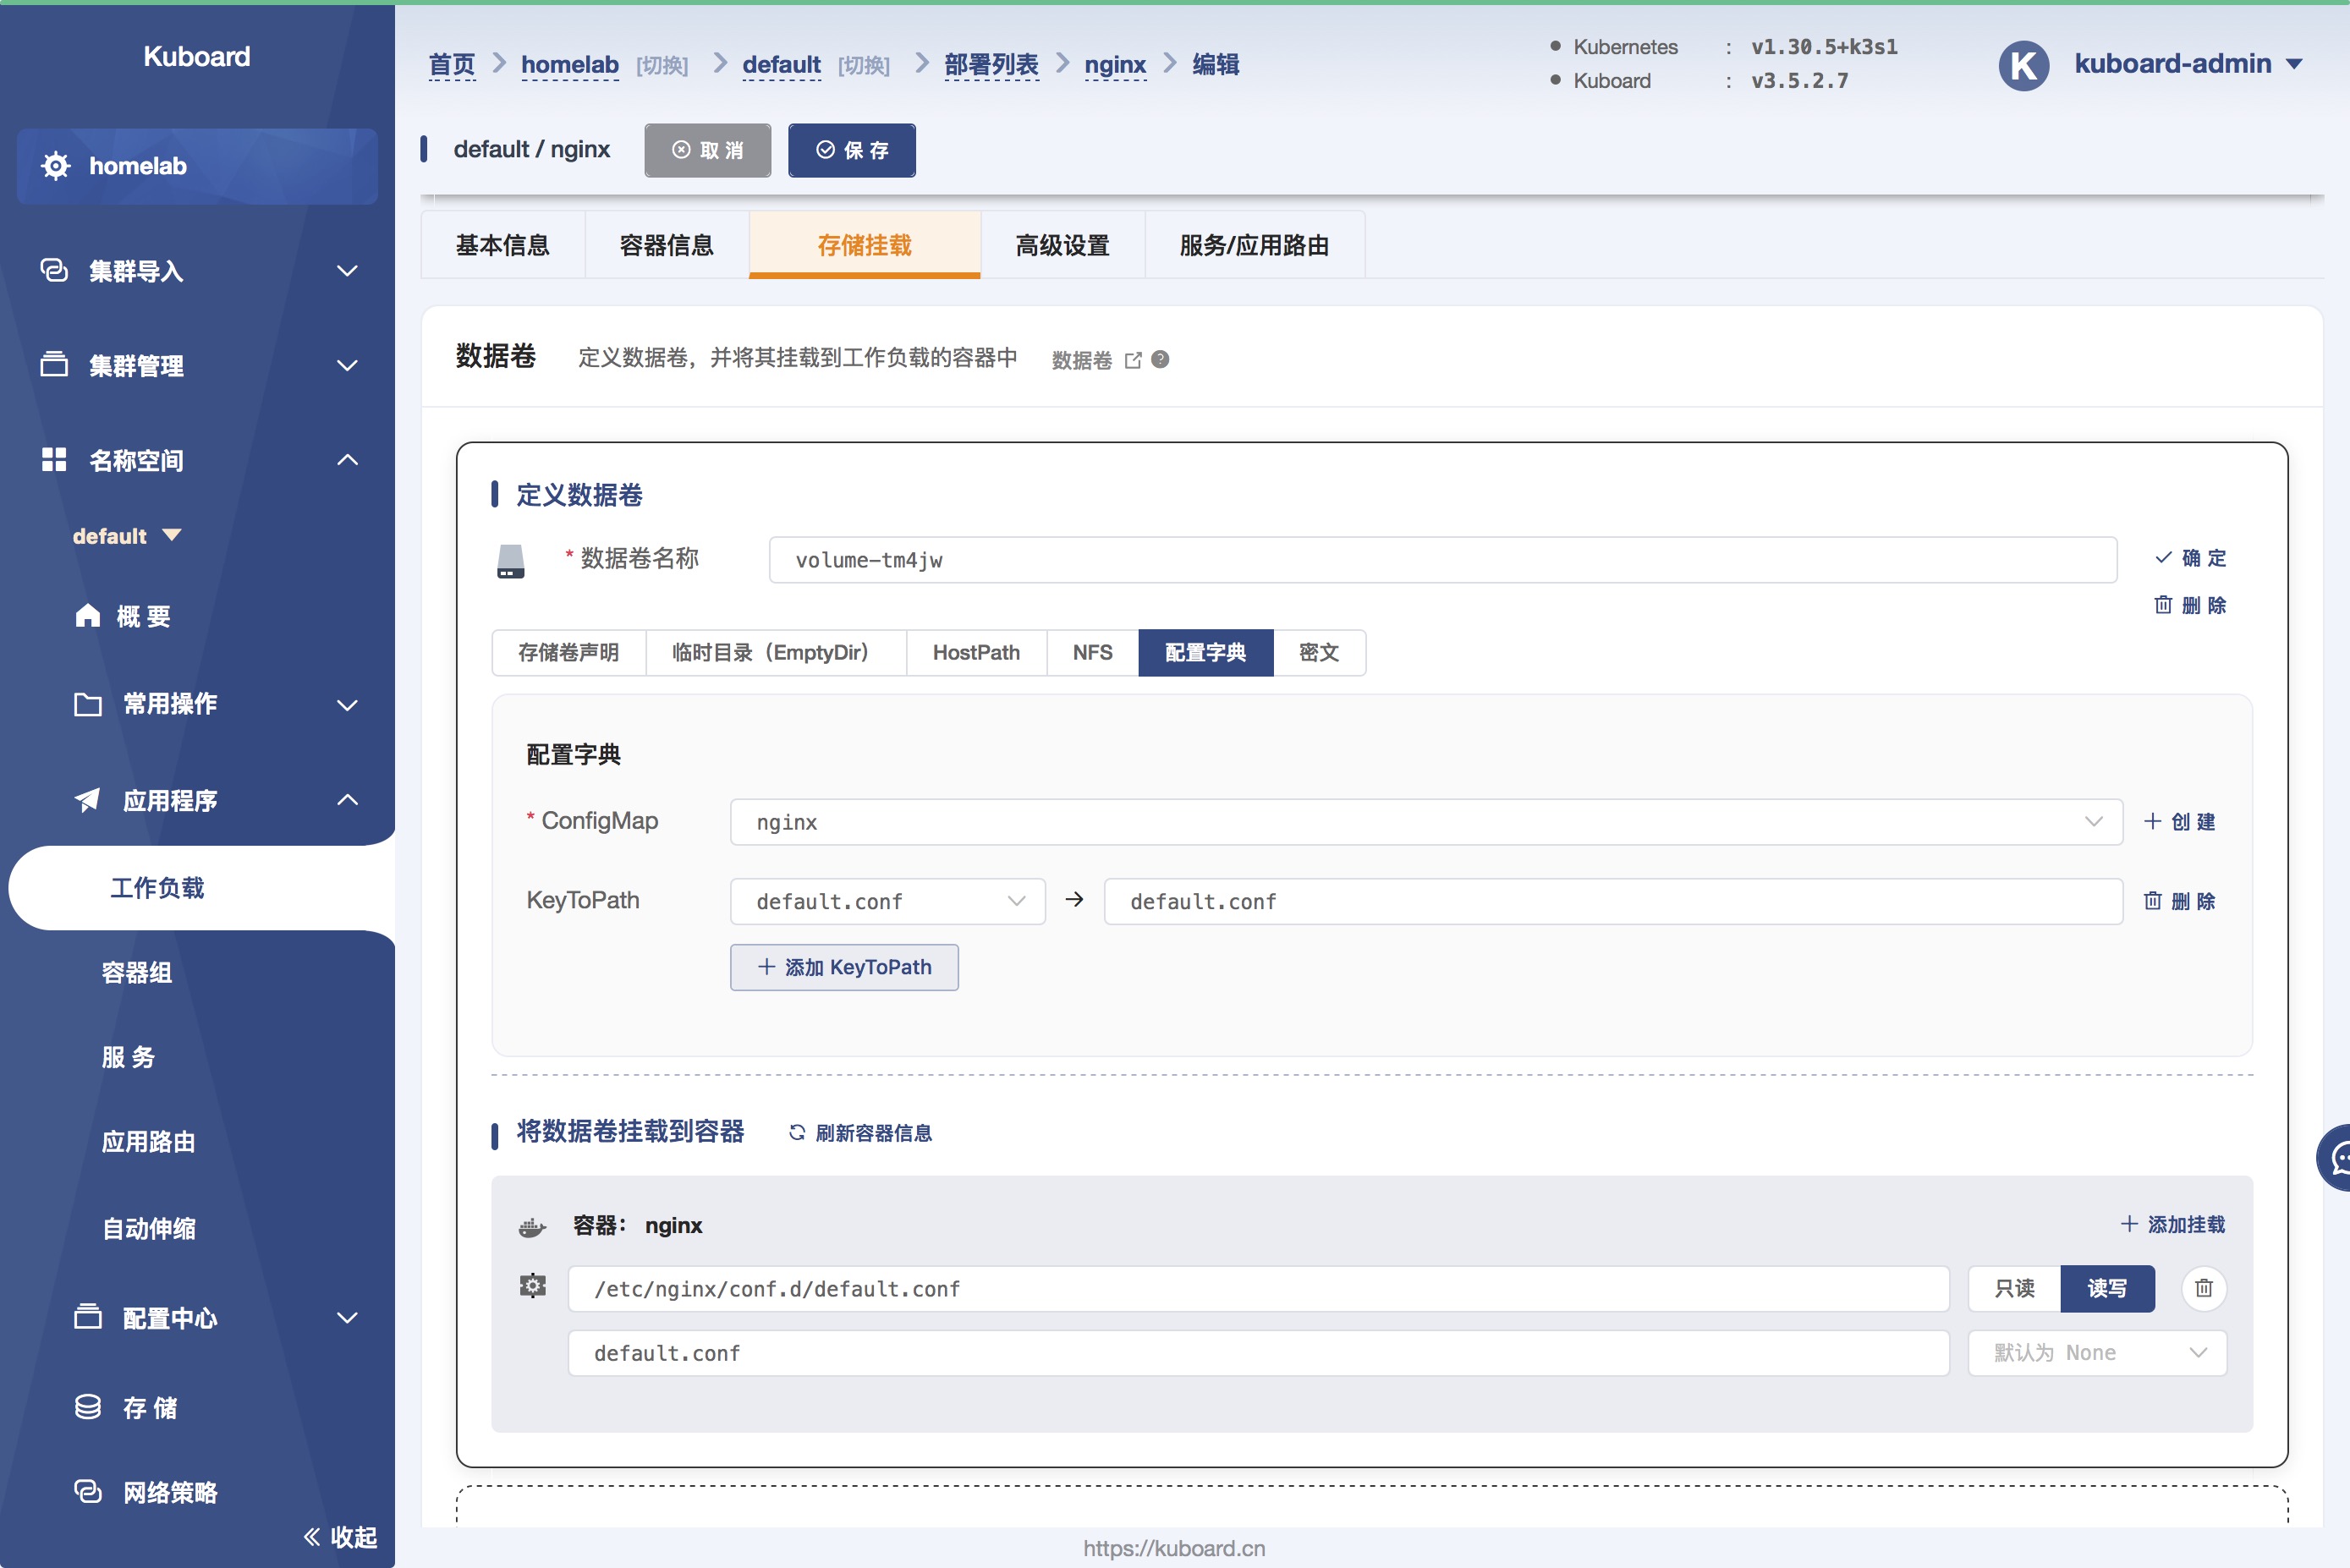 Kuboard
homelab
集群导入
集群管理
名称空间
default
概 要
常用操作
应用程序
工作负载
容器组
服 务
应用路由
自动伸缩
配置中心
存 储
网络策略
收起
首页 homelab [切换] default [切换] 部署列表 nginx 编辑
Kubernetes : v1.30.5+k3s1
Kuboard : v3.5.2.7
K kuboard-admin
default / nginx 取 消 保 存
基本信息 容器信息 存储挂载 高级设置 服务/应用路由
数据卷 定义数据卷，并将其挂载到工作负载的容器中 数据卷
定义数据卷
* 数据卷名称 volume-tm4jw 确 定
删 除
存储卷声明 临时目录（EmptyDir） HostPath NFS 配置字典 密文
配置字典
* ConfigMap nginx 创 建
KeyToPath default.conf → default.conf 删 除
添加 KeyToPath
将数据卷挂载到容器 刷新容器信息
容器： nginx 添加挂载
/etc/nginx/conf.d/default.conf 只读 读写
default.conf 默认为 None
https://kuboard.cn